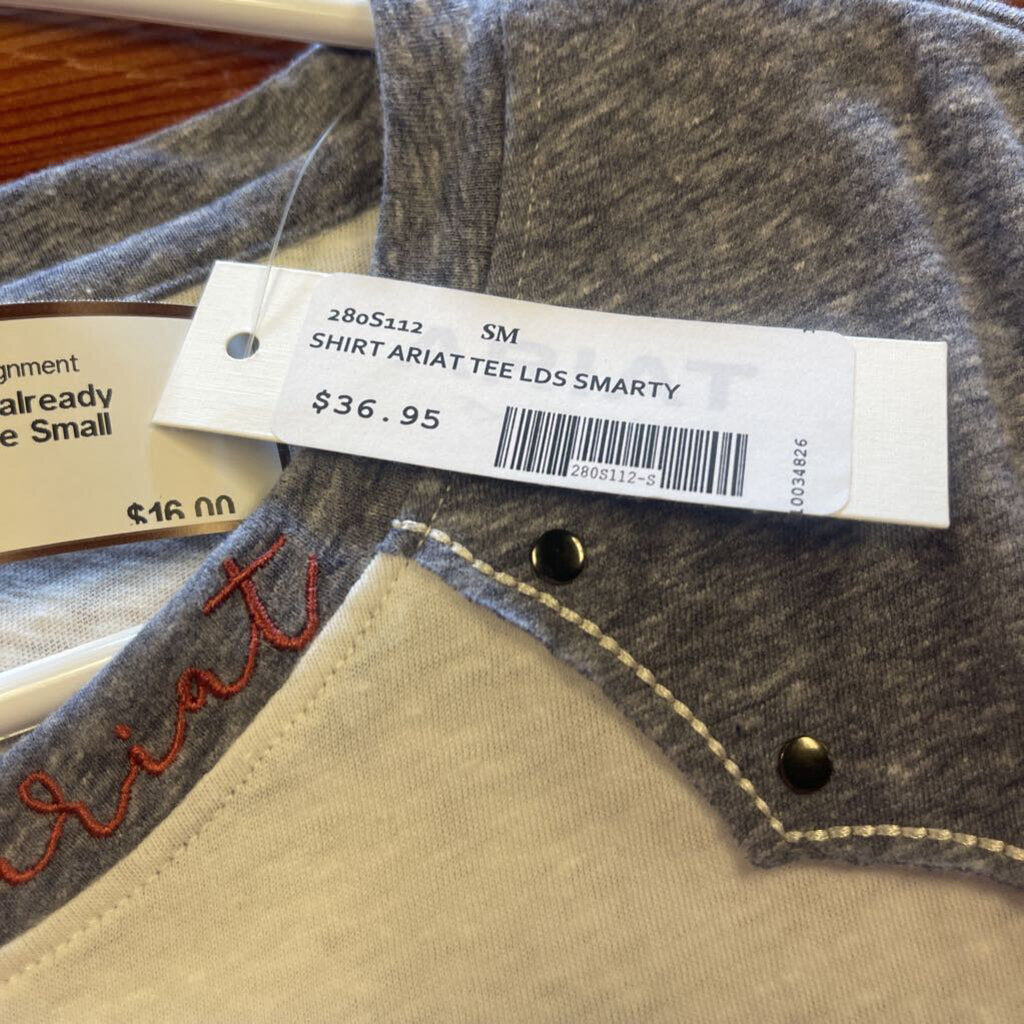 280S112 SM
SHIRT ARIAT TEE LDS SMARTY
$36.95
280S112-S
10034826
gnment
already
e Small
$16.00
riat